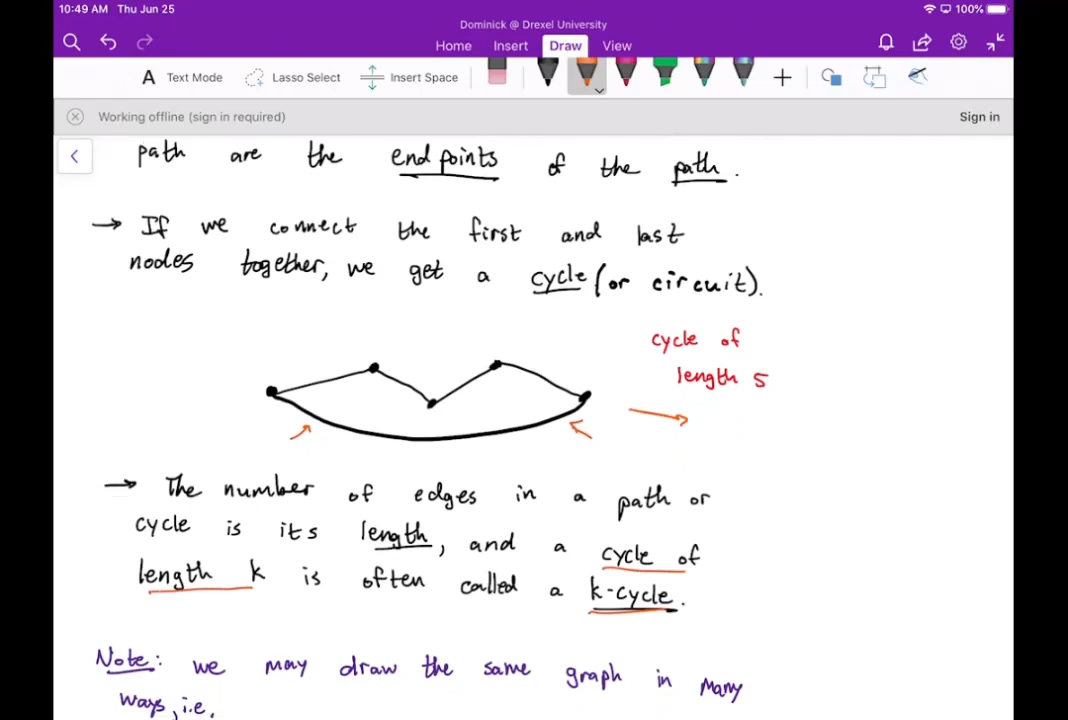 10:49 AM Thu Jun 25
100%
Dominick @ Drexel University
Home Insert Draw View
A Text Mode Lasso Select Insert Space
Working offline (sign in required) Sign in
path are the endpoints of the path.
→ If we connect the first and last
nodes together, we get a cycle (or circuit).
cycle of
length 5
→ The number of edges in a path or
cycle is its length, and a cycle of
length k is often called a k-cycle.
Note: we may draw the same graph in many
ways, i.e.